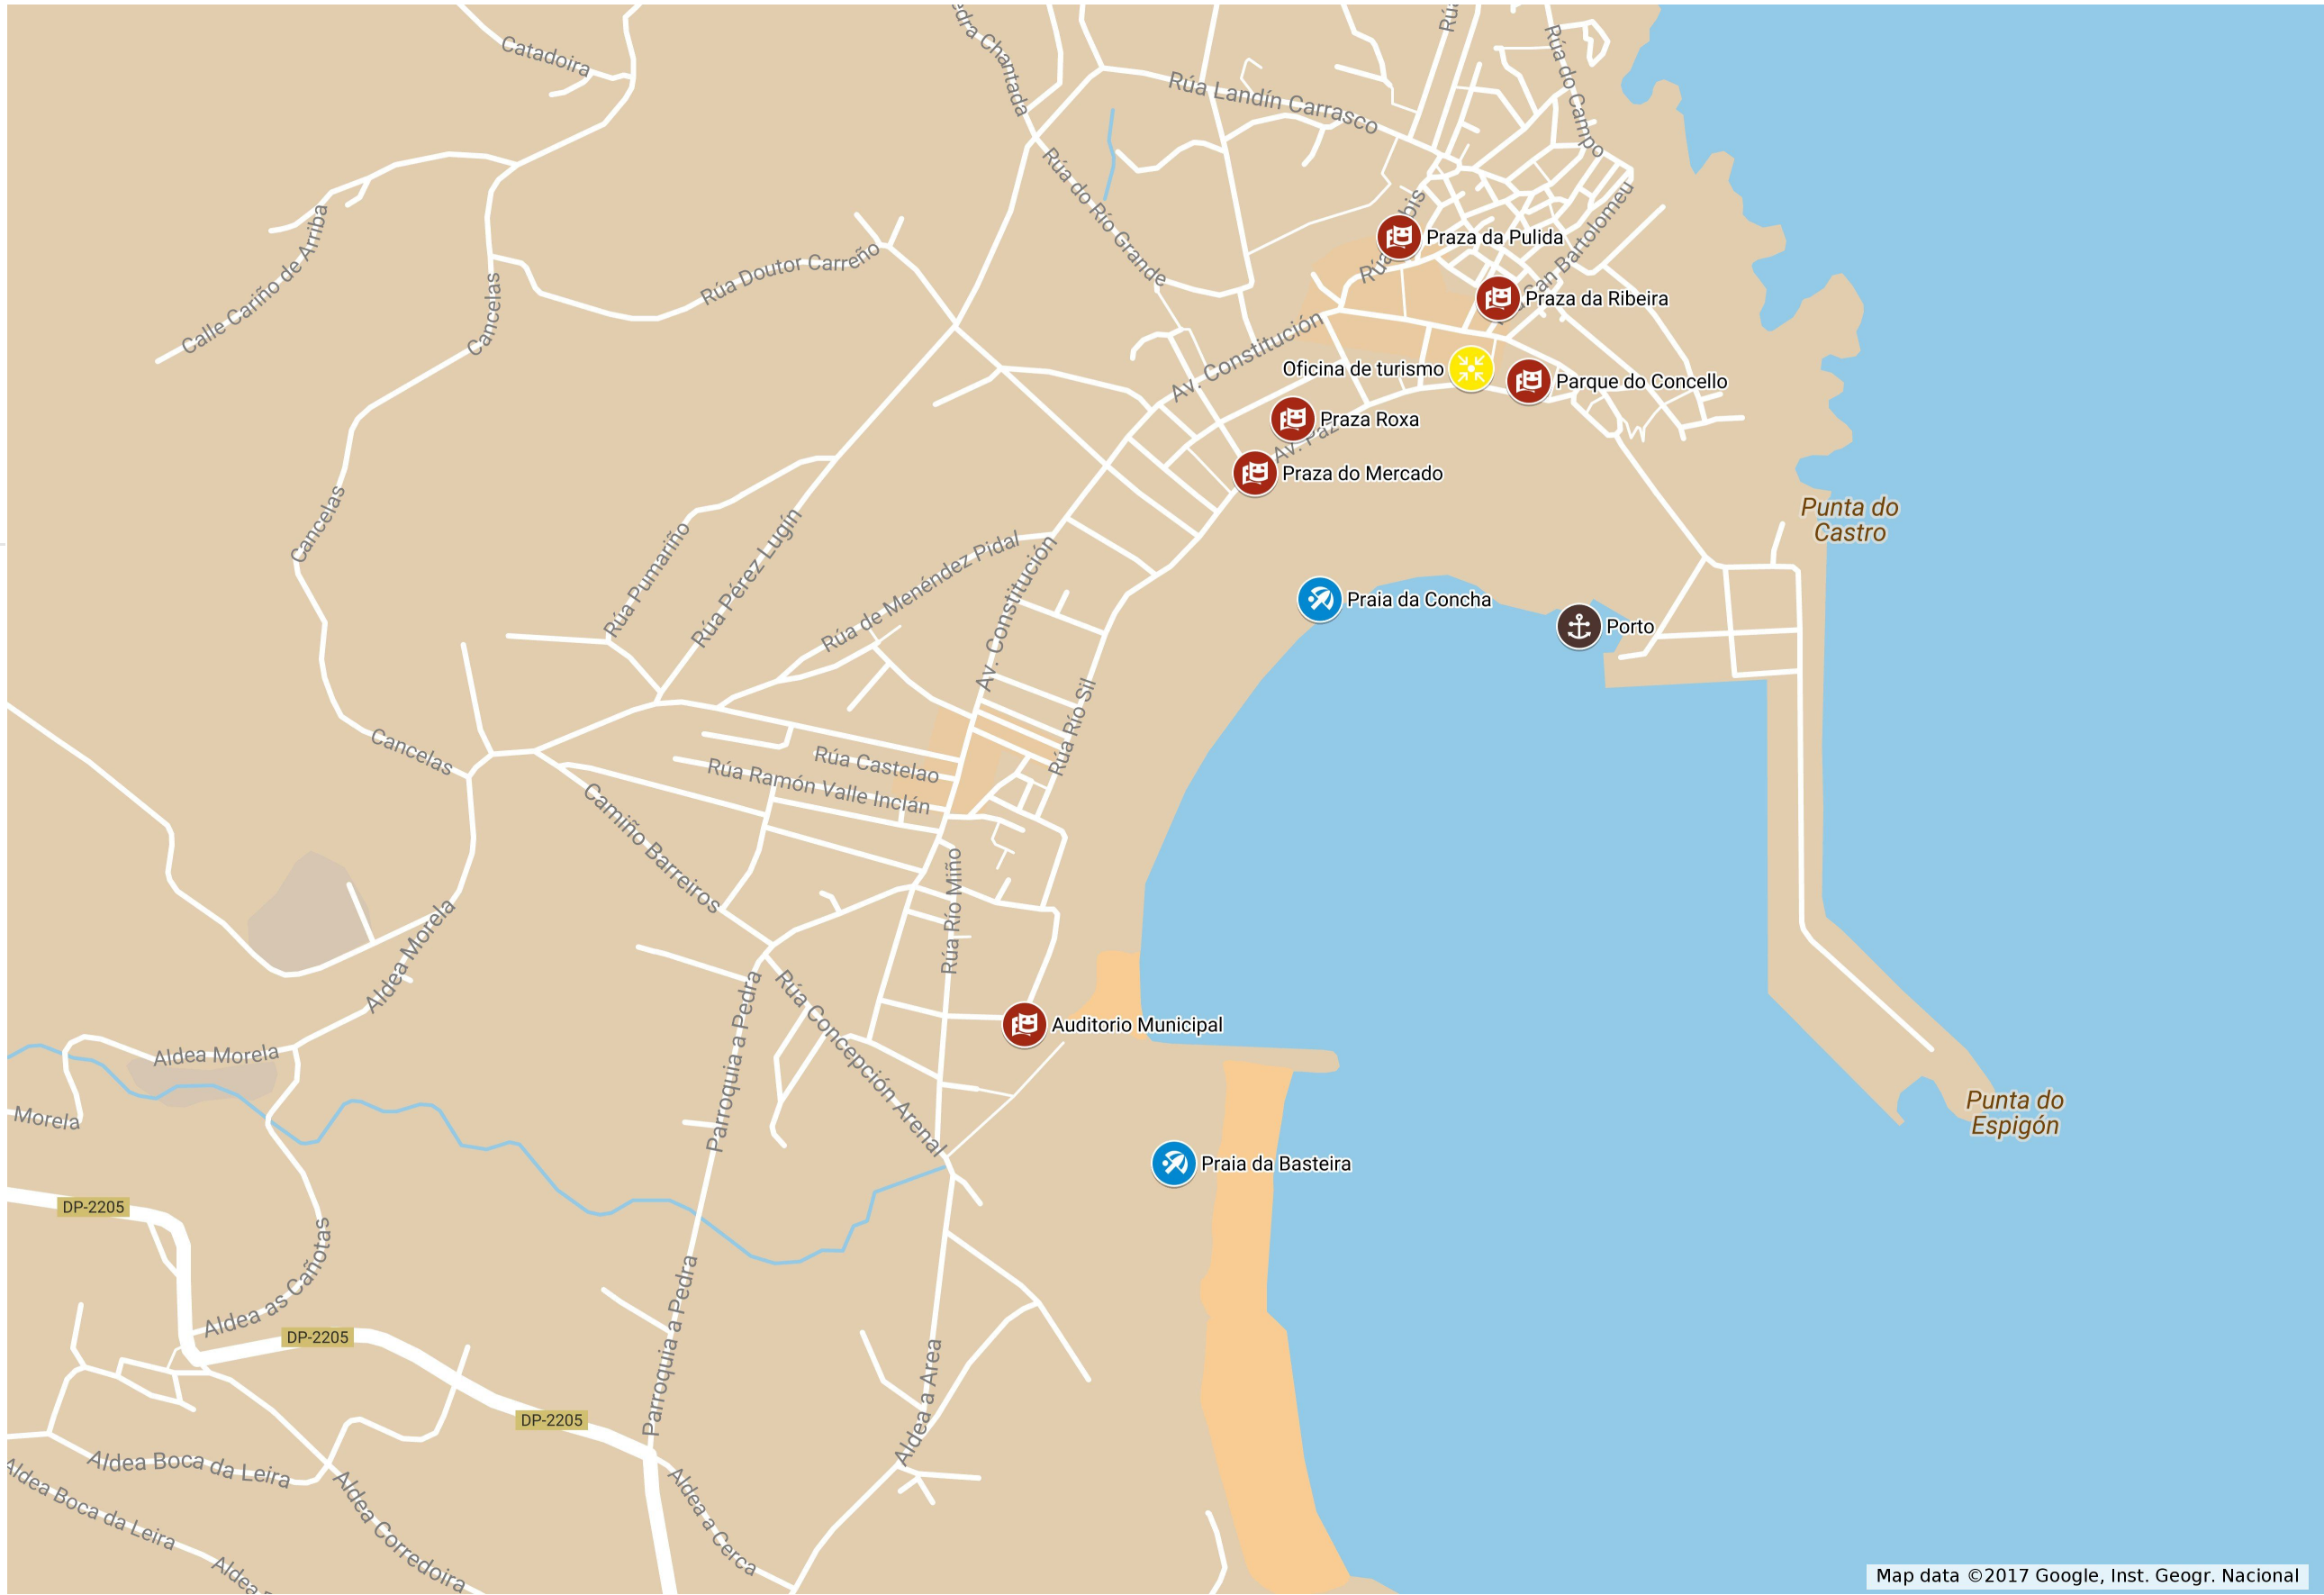 Catadoira
edra Chantada
Rúa
Rúa do Campo
Rúa Landín Carrasco
Rúa do Río Grande
Calle Cariño de Arriba
Cancelas
Rúa Doutor Carreño
Praza da Pulida
Praza da Ribeira
Av. Constitución
Oficina de turismo
Parque do Concello
Praza Roxa
Praza do Mercado
Cancelas
Punta do
Castro
Rúa Pumariño
Rúa Pérez Lugín
Rúa de Menéndez Pidal
Av. Constitución
Praia da Concha
Porto
Cancelas
Rúa Río Sil
Rúa Castelao
Rúa Ramón Valle Inclán
Camiño Barreiros
Rúa Río Miño
Aldea Morela
Parroquia a Pedra
Rúa Concepción Arenal
Auditorio Municipal
Aldea Morela
Morela
Punta do
Espigón
Praia da Basteira
DP-2205
Aldea as Cañotas
DP-2205
Parroquia a Pedra
Aldea a Area
DP-2205
Aldea Boca da Leira
Aldea Boca da Leira
Aldea Corredoira
Aldea a Cerca
Aldea
Map data ©2017 Google, Inst. Geogr. Nacional